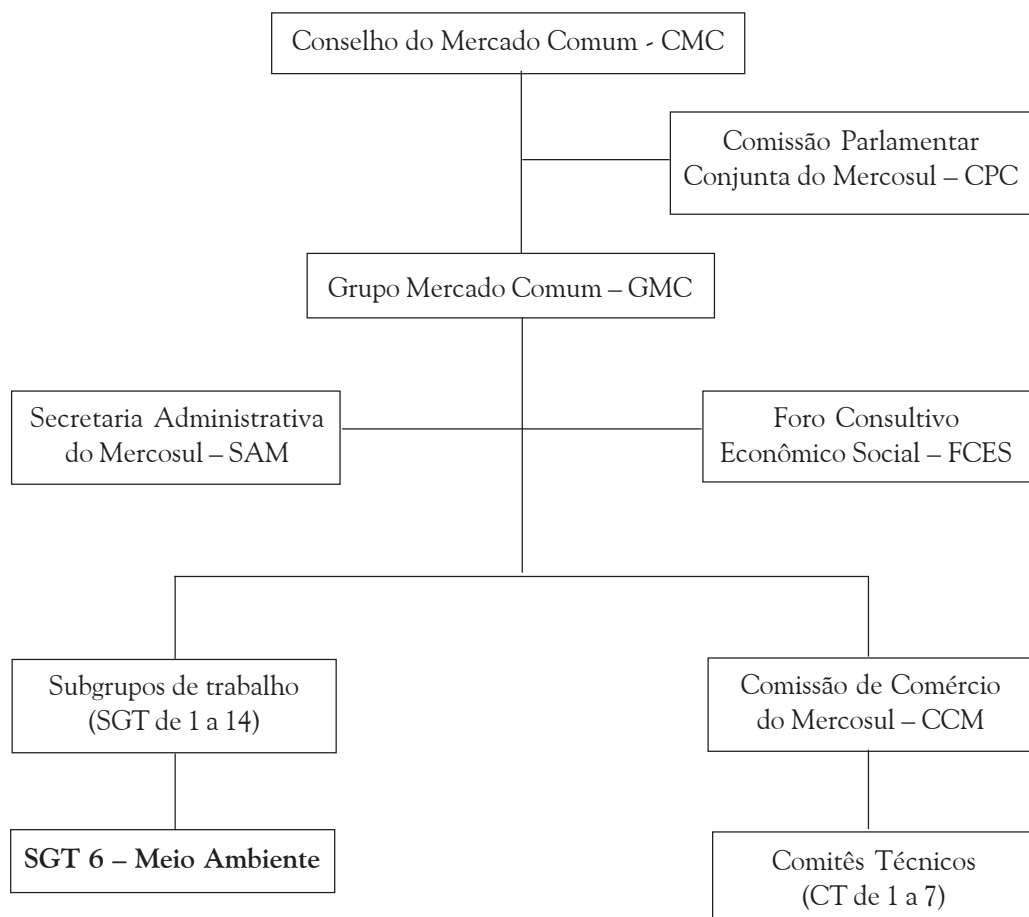 Conselho do Mercado Comum - CMC
Comissão Parlamentar
Conjunta do Mercosul – CPC
Grupo Mercado Comum – GMC
Secretaria Administrativa
do Mercosul – SAM
Foro Consultivo
Econômico Social – FCES
Subgrupos de trabalho
(SGT de 1 a 14)
Comissão de Comércio
do Mercosul – CCM
SGT 6 – Meio Ambiente
Comitês Técnicos
(CT de 1 a 7)